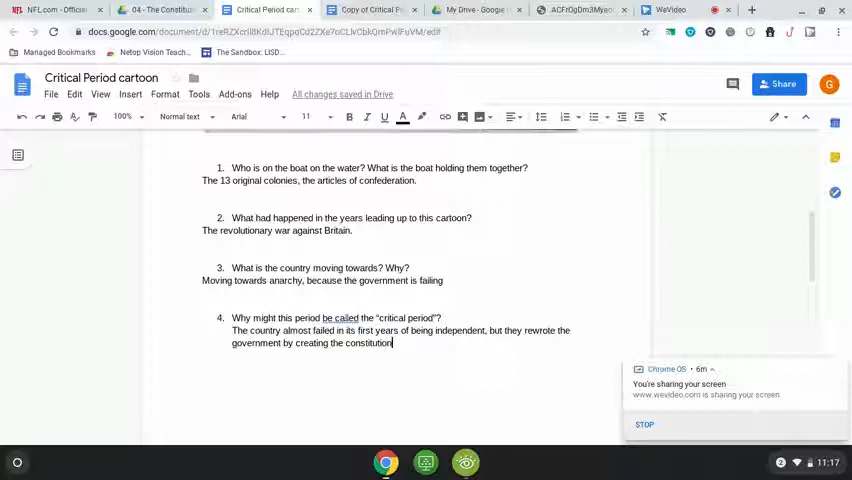 NFL.com - Official
04 - The Constitut
Critical Period cart
Copy of Critical Pe
My Drive - Google
WeVideo
docs.google.com
Managed Bookmarks
Netop Vision Teach...
The Sandbox: LISD...
Critical Period cartoon
Share
G
File
Edit
View
Insert
Format
Tools
Add-ons
Help
All changes saved in Drive
100%
Normal text
Arial
11
B
I
U
A
1. Who is on the boat on the water? What is the boat holding them together?
The 13 original colonies, the articles of confederation.
2. What had happened in the years leading up to this cartoon?
The revolutionary war against Britain.
3. What is the country moving towards? Why?
Moving towards anarchy, because the government is failing
4. Why might this period be called the “critical period”?
The country almost failed in its first years of being independent, but they rewrote the
government by creating the constitution
Chrome OS • 6m
You're sharing your screen
www.wevideo.com is sharing your screen
STOP
2
11:17